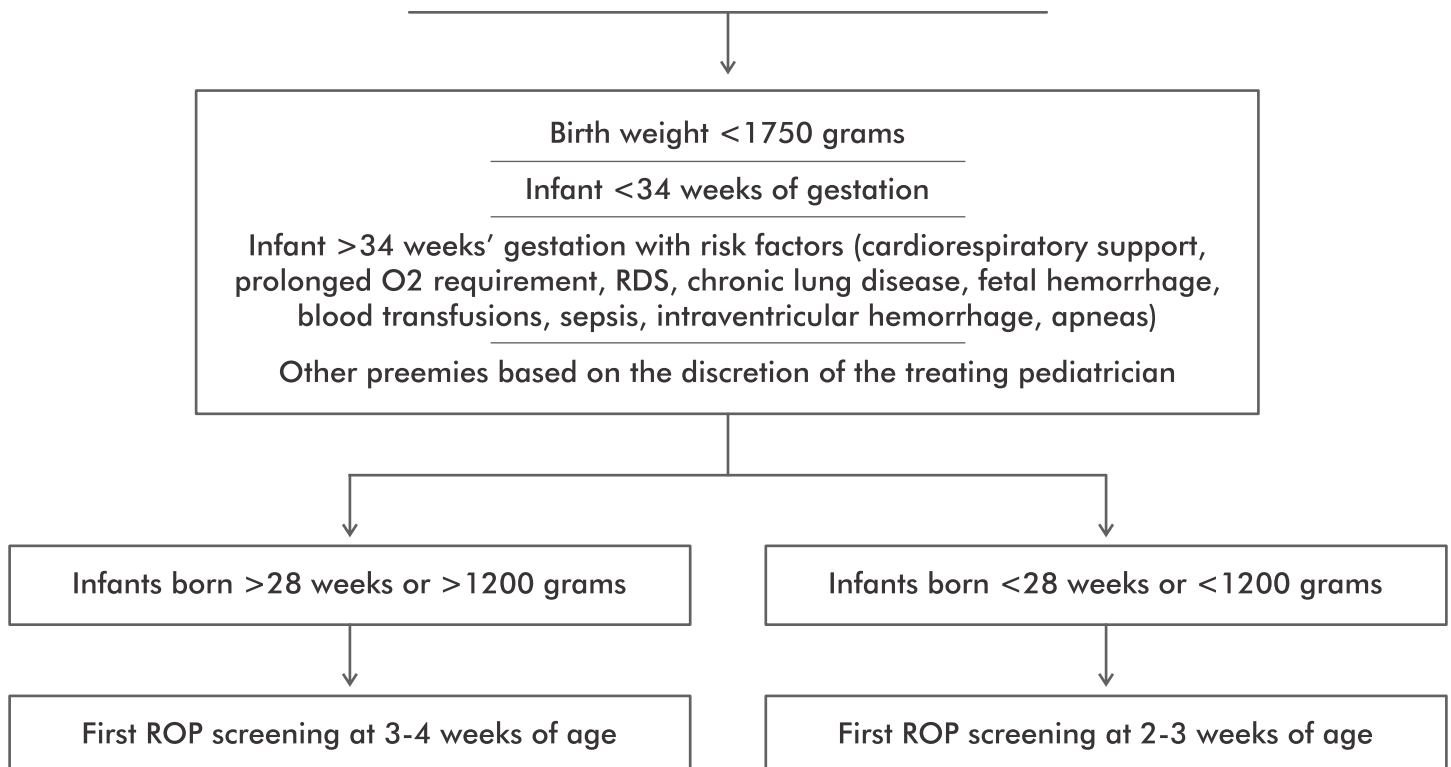 Birth weight <1750 grams
Infant <34 weeks of gestation
Infant >34 weeks’ gestation with risk factors (cardiorespiratory support,
prolonged O2 requirement, RDS, chronic lung disease, fetal hemorrhage,
blood transfusions, sepsis, intraventricular hemorrhage, apneas)
Other preemies based on the discretion of the treating pediatrician
Infants born >28 weeks or >1200 grams
Infants born <28 weeks or <1200 grams
First ROP screening at 3-4 weeks of age
First ROP screening at 2-3 weeks of age